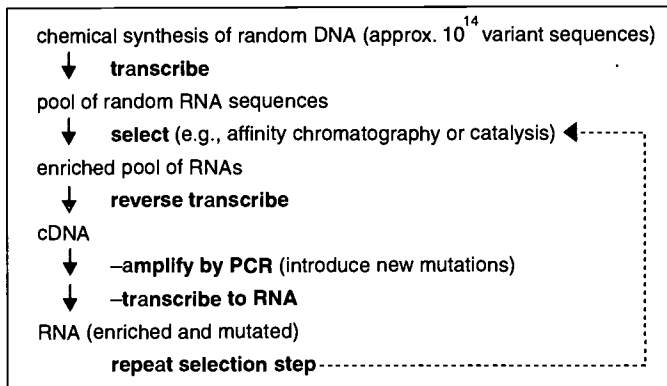 chemical synthesis of random DNA (approx. 10^14 variant sequences)
transcribe
pool of random RNA sequences
select (e.g., affinity chromatography or catalysis)
enriched pool of RNAs
reverse transcribe
cDNA
–amplify by PCR (introduce new mutations)
–transcribe to RNA
RNA (enriched and mutated)
repeat selection step